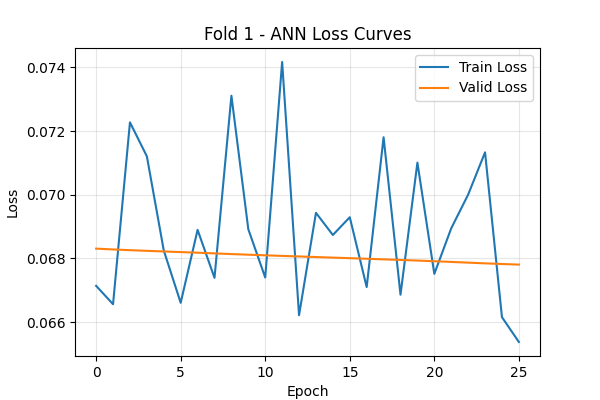 Fold 1 - ANN Loss Curves
Train Loss
Valid Loss
0.074
0.072
0.070
0.068
0.066
Loss
0 5 10 15 20 25
Epoch